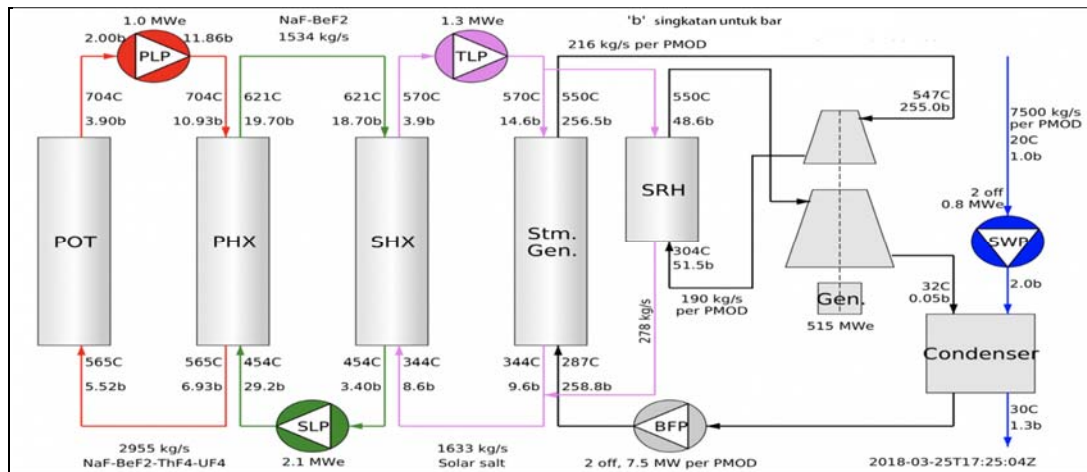 1.0 MWe
NaF-BeF2
1534 kg/s
1.3 MWe
'b' singkatan untuk bar
216 kg/s per PMOD
2.00b
PLP
11.86b
TLP
704C
3.90b
704C
10.93b
621C
19.70b
621C
18.70b
570C
3.9b
570C
14.6b
550C
256.5b
550C
48.6b
547C
255.0b
7500 kg/s
per PMOD
20C
1.0b
2 off
0.8 MWe
SWP
2.0b
POT
PHX
SHX
Stm.
Gen.
SRH
304C
51.5b
190 kg/s
per PMOD
278 kg/s
Gen.
515 MWe
32C
0.05b
Condenser
565C
5.52b
565C
6.93b
454C
29.2b
454C
3.40b
344C
8.6b
344C
9.6b
287C
258.8b
30C
1.3b
SLP
BFP
2955 kg/s
NaF-BeF2-ThF4-UF4
2.1 MWe
1633 kg/s
Solar salt
2 off, 7.5 MW per PMOD
2018-03-25T17:25:04Z